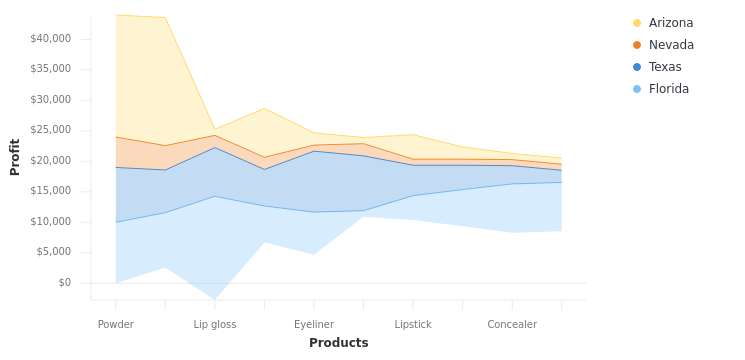 Arizona
Nevada
Texas
Florida
$40,000
$35,000
$30,000
$25,000
$20,000
$15,000
$10,000
$5,000
$0
Profit
Powder Lip gloss Eyeliner Lipstick Concealer
Products